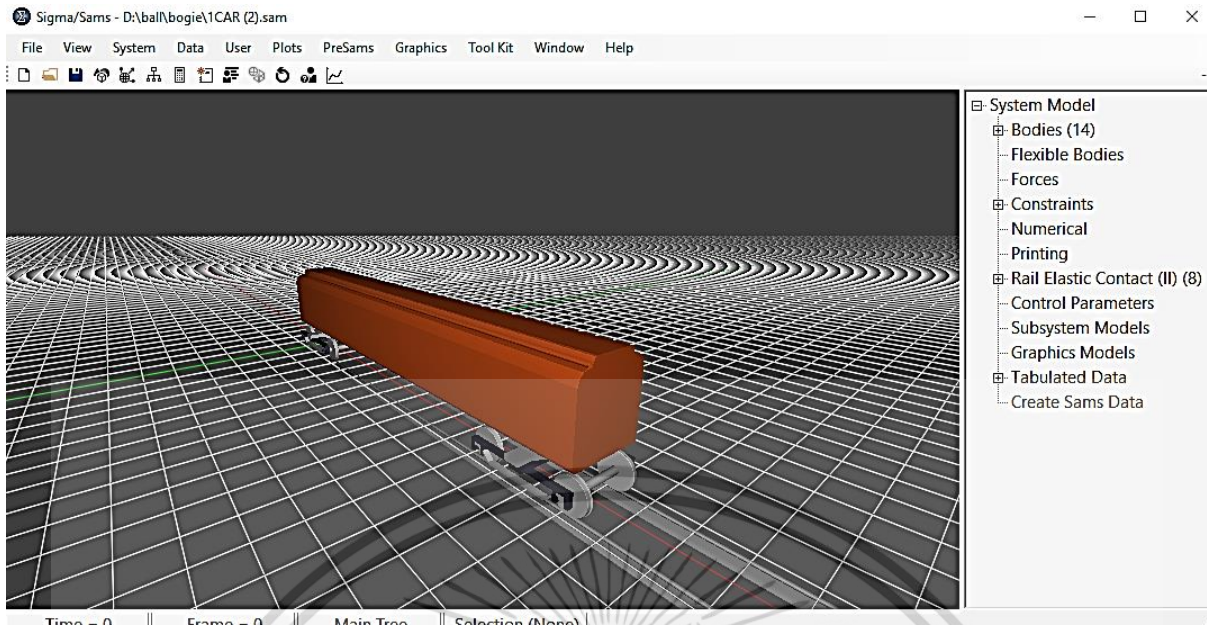 Sigma/Sams - D:\ball\bogie\1CAR (2).sam
File View System Data User Plots PreSams Graphics Tool Kit Window Help
System Model
Bodies (14)
Flexible Bodies
Forces
Constraints
Numerical
Printing
Rail Elastic Contact (II) (8)
Control Parameters
Subsystem Models
Graphics Models
Tabulated Data
Create Sams Data
Time = 0 Frame = 0 Main Tree Selection (None)